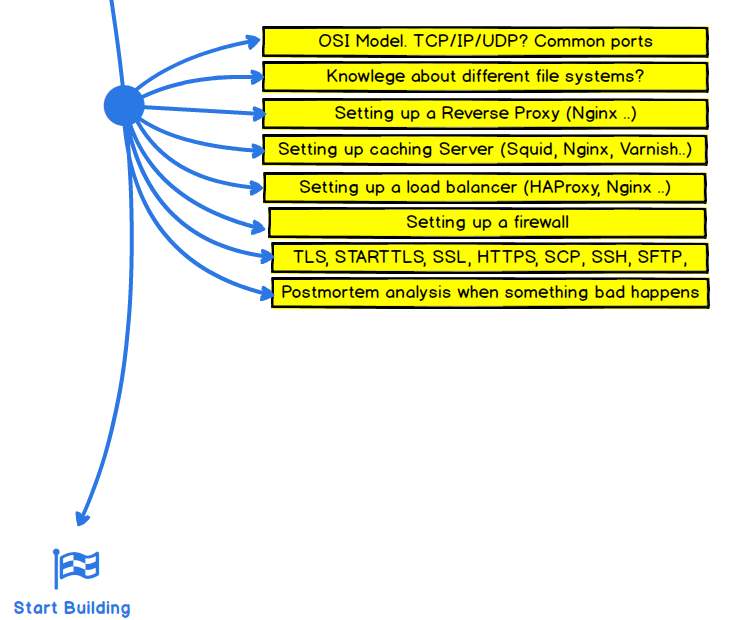 OSI Model. TCP/IP/UDP? Common ports
Knowlege about different file systems?
Setting up a Reverse Proxy (Nginx ..)
Setting up caching Server (Squid, Nginx, Varnish..)
Setting up a load balancer (HAProxy, Nginx ..)
Setting up a firewall
TLS, STARTTLS, SSL, HTTPS, SCP, SSH, SFTP,
Postmortem analysis when something bad happens
Start Building